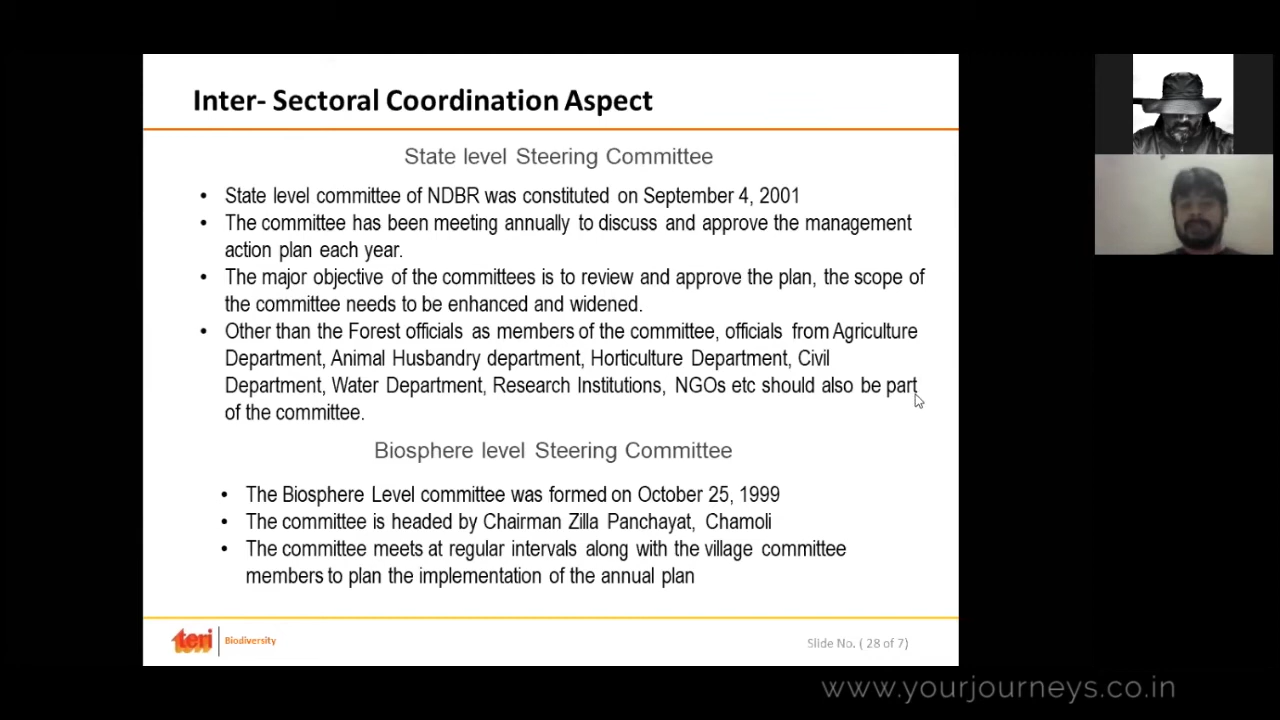 Inter- Sectoral Coordination Aspect
State level Steering Committee
• State level committee of NDBR was constituted on September 4, 2001
• The committee has been meeting annually to discuss and approve the management
action plan each year.
• The major objective of the committees is to review and approve the plan, the scope of
the committee needs to be enhanced and widened.
• Other than the Forest officials as members of the committee, officials from Agriculture
Department, Animal Husbandry department, Horticulture Department, Civil
Department, Water Department, Research Institutions, NGOs etc should also be part
of the committee.
Biosphere level Steering Committee
• The Biosphere Level committee was formed on October 25, 1999
• The committee is headed by Chairman Zilla Panchayat, Chamoli
• The committee meets at regular intervals along with the village committee
members to plan the implementation of the annual plan
teri Biodiversity
Slide No. ( 28 of 7)
www.yourjourneys.co.in